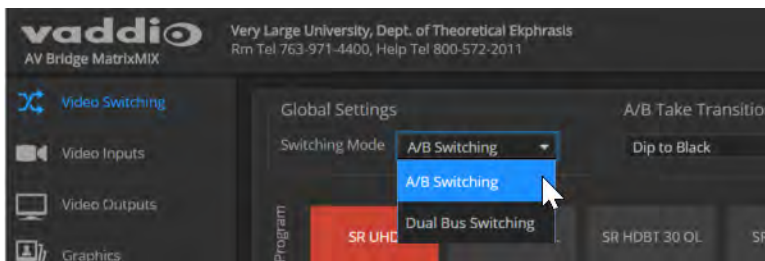 vaddio
AV Bridge MatrixMIX
Very Large University, Dept. of Theoretical Ekphrasis
Rm Tel 763-971-4400, Help Tel 800-572-2011
Video Switching
Video Inputs
Video Outputs
Graphics
Global Settings
A/B Take Transitio
Switching Mode
A/B Switching
Dip to Black
A/B Switching
Dual Bus Switching
Program
SR UHD
SR HDBT 30 OL